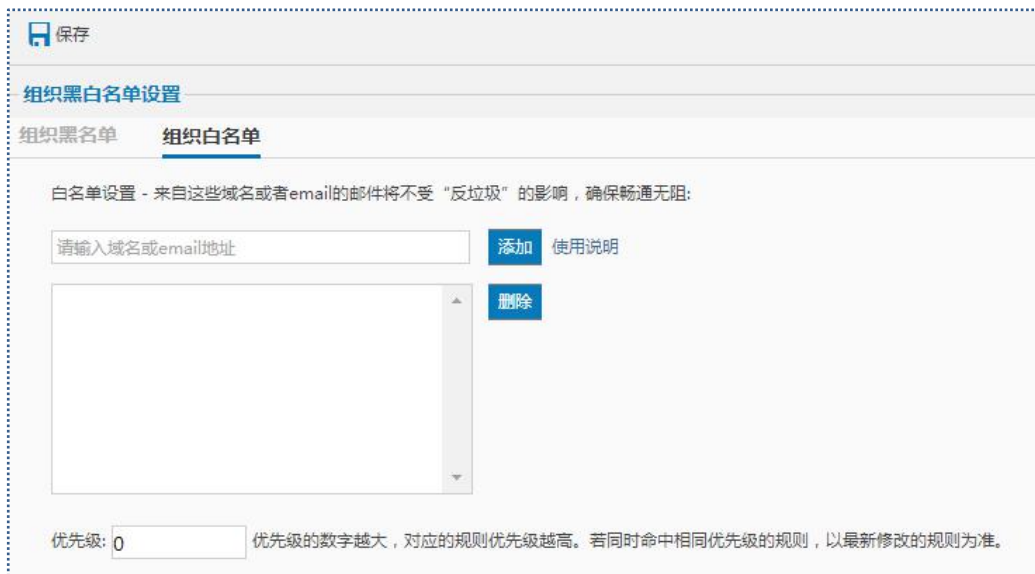 保存
组织黑白名单设置
组织黑名单 组织白名单
白名单设置 - 来自这些域名或者email的邮件将不受“反垃圾”的影响，确保畅通无阻:
请输入域名或email地址 添加 使用说明
删除
优先级: 0 优先级的数字越大，对应的规则优先级越高。若同时命中相同优先级的规则，以最新修改的规则为准。